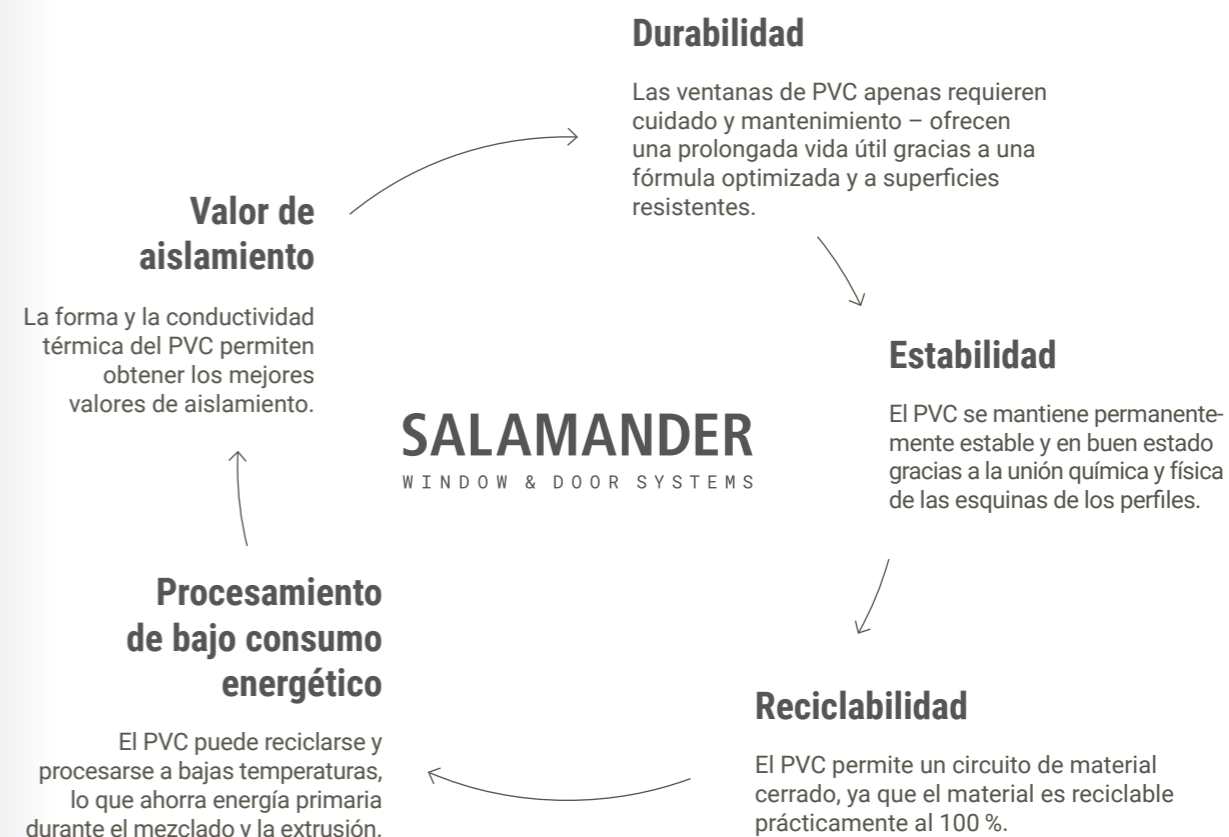 Durabilidad
Las ventanas de PVC apenas requieren
cuidado y mantenimiento – ofrecen
una prolongada vida útil gracias a una
fórmula optimizada y a superficies
resistentes.
Estabilidad
El PVC se mantiene permanente-
mente estable y en buen estado
gracias a la unión química y física
de las esquinas de los perfiles.
Reciclabilidad
El PVC permite un circuito de material
cerrado, ya que el material es reciclable
prácticamente al 100 %.
Procesamiento
de bajo consumo
energético
El PVC puede reciclarse y
procesarse a bajas temperaturas,
lo que ahorra energía primaria
durante el mezclado y la extrusión.
Valor de
aislamiento
La forma y la conductividad
térmica del PVC permiten
obtener los mejores
valores de aislamiento.
SALAMANDER
WINDOW & DOOR SYSTEMS